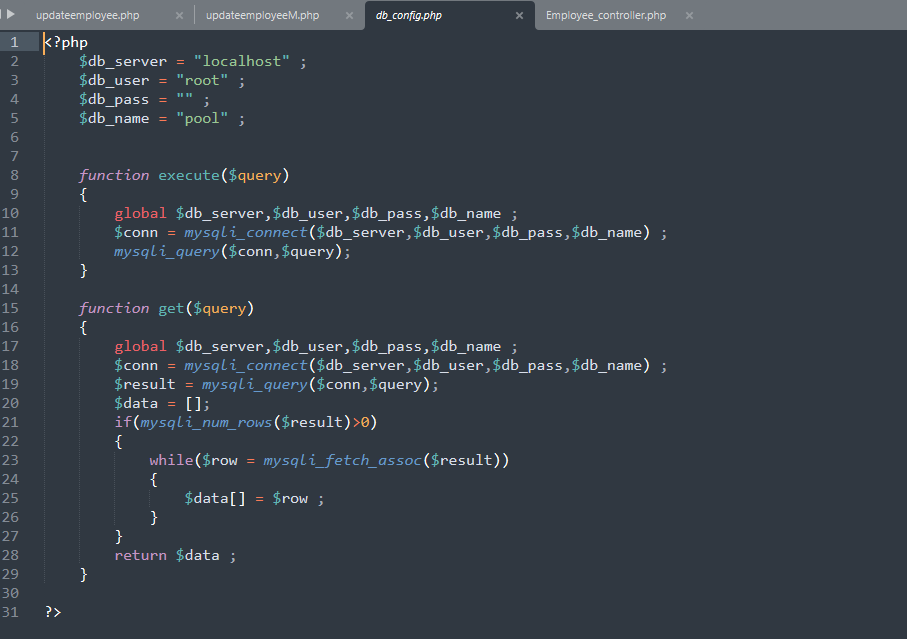 updateemployee.php × updateemployeeM.php × db_config.php × Employee_controller.php ×
1 <?php
2 $db_server = "localhost" ;
3 $db_user = "root" ;
4 $db_pass = "" ;
5 $db_name = "pool" ;
6
7
8 function execute($query)
9 {
10 global $db_server,$db_user,$db_pass,$db_name ;
11 $conn = mysqli_connect($db_server,$db_user,$db_pass,$db_name) ;
12 mysqli_query($conn,$query);
13 }
14
15 function get($query)
16 {
17 global $db_server,$db_user,$db_pass,$db_name ;
18 $conn = mysqli_connect($db_server,$db_user,$db_pass,$db_name) ;
19 $result = mysqli_query($conn,$query);
20 $data = [];
21 if(mysqli_num_rows($result)>0)
22 {
23 while($row = mysqli_fetch_assoc($result))
24 {
25 $data[] = $row ;
26 }
27 }
28 return $data ;
29 }
30
31 ?>